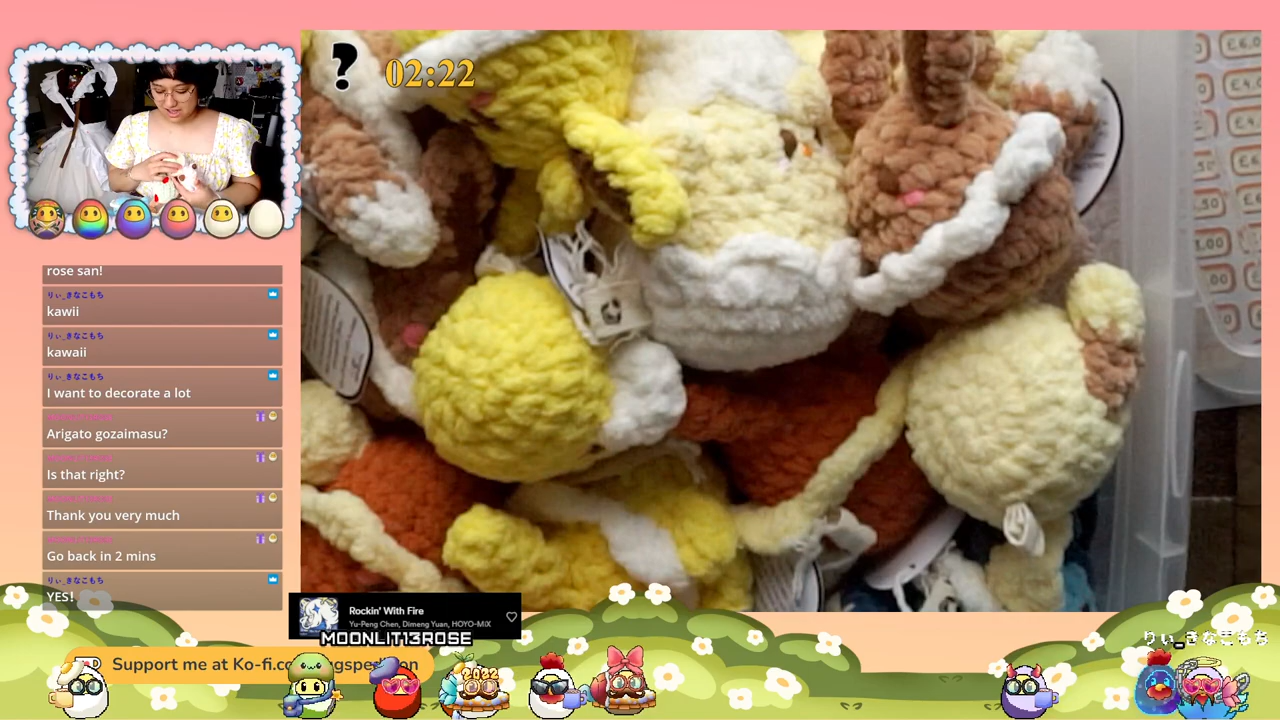 ? 02:22
rose san!
りぃ_きなこもち
kawii
りぃ_きなこもち
kawaii
りぃ_きなこもち
I want to decorate a lot
Arigato gozaimasu?
Is that right?
Thank you very much
Go back in 2 mins
りぃ_きなこもち
YES!
Rockin' With Fire
Yu-Peng Chen, Dimeng Yuan, HOYO-MiX
MOONLIT13ROSE
りぃ_きなこもち
Support me at Ko-fi.co
2022